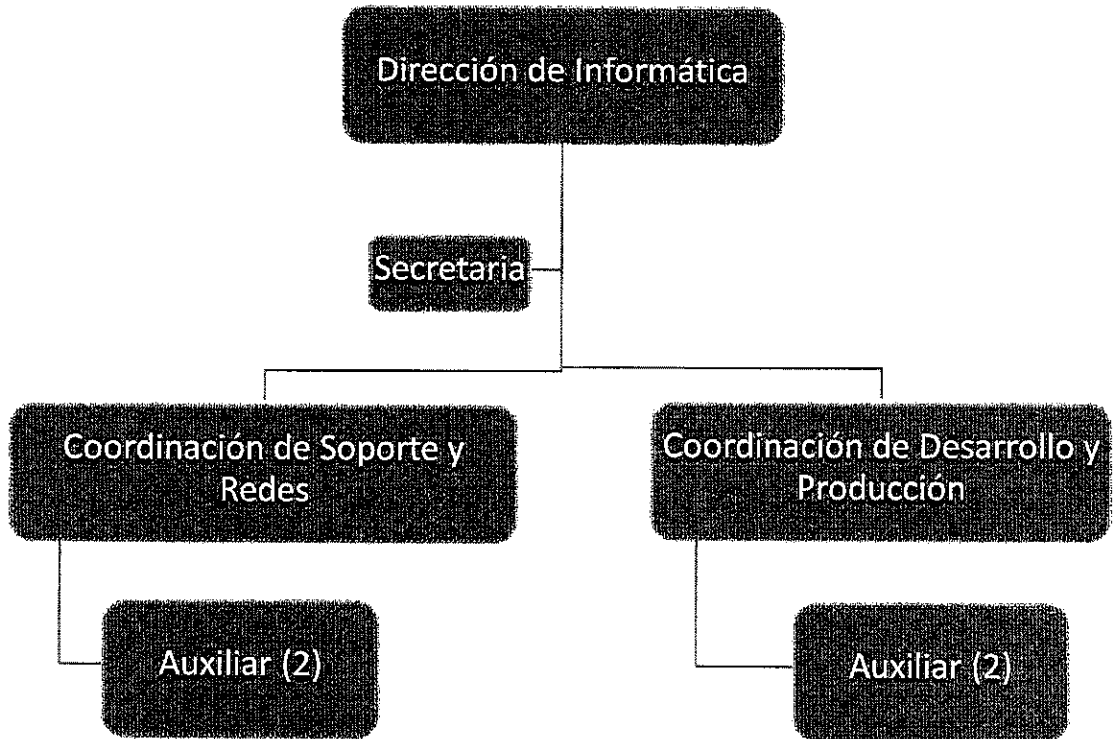 Dirección de Informática
Secretaria
Coordinación de Soporte y
Redes
Coordinación de Desarrollo y
Producción
Auxiliar (2)
Auxiliar (2)